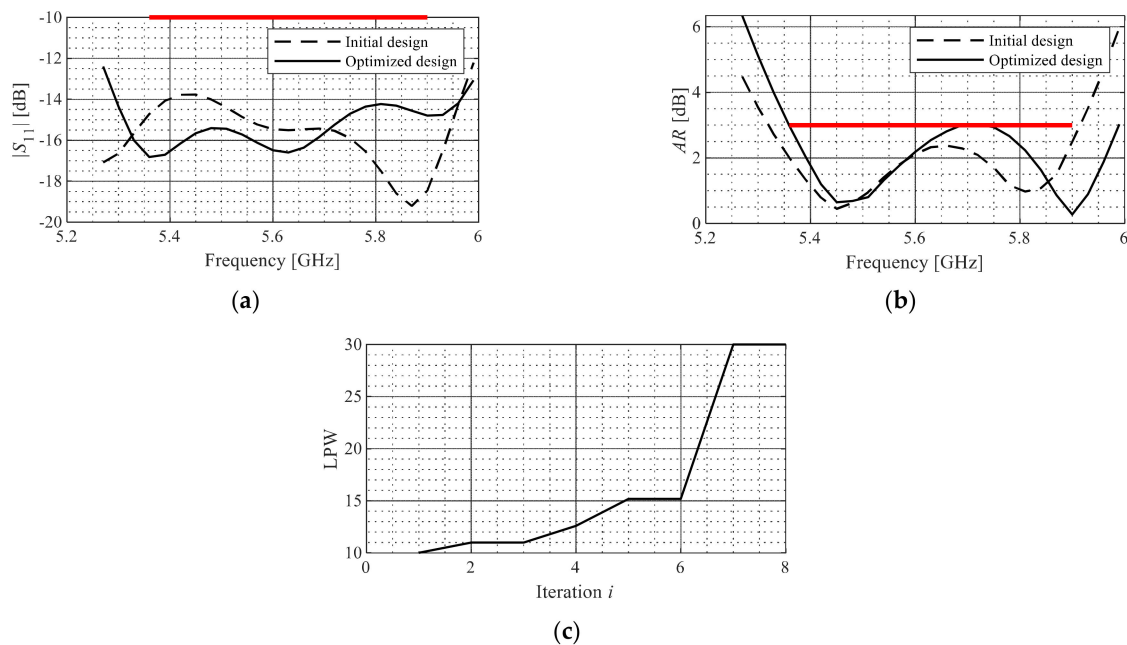 -10
-12
-14
-16
-18
-20
|S11| [dB]
Initial design
Optimized design
5.2 5.4 5.6 5.8 6
Frequency [GHz]
(a)
6
4
2
0
AR [dB]
Initial design
Optimized design
5.2 5.4 5.6 5.8 6
Frequency [GHz]
(b)
30
25
20
15
10
LPW
0 2 4 6 8
Iteration i
(c)